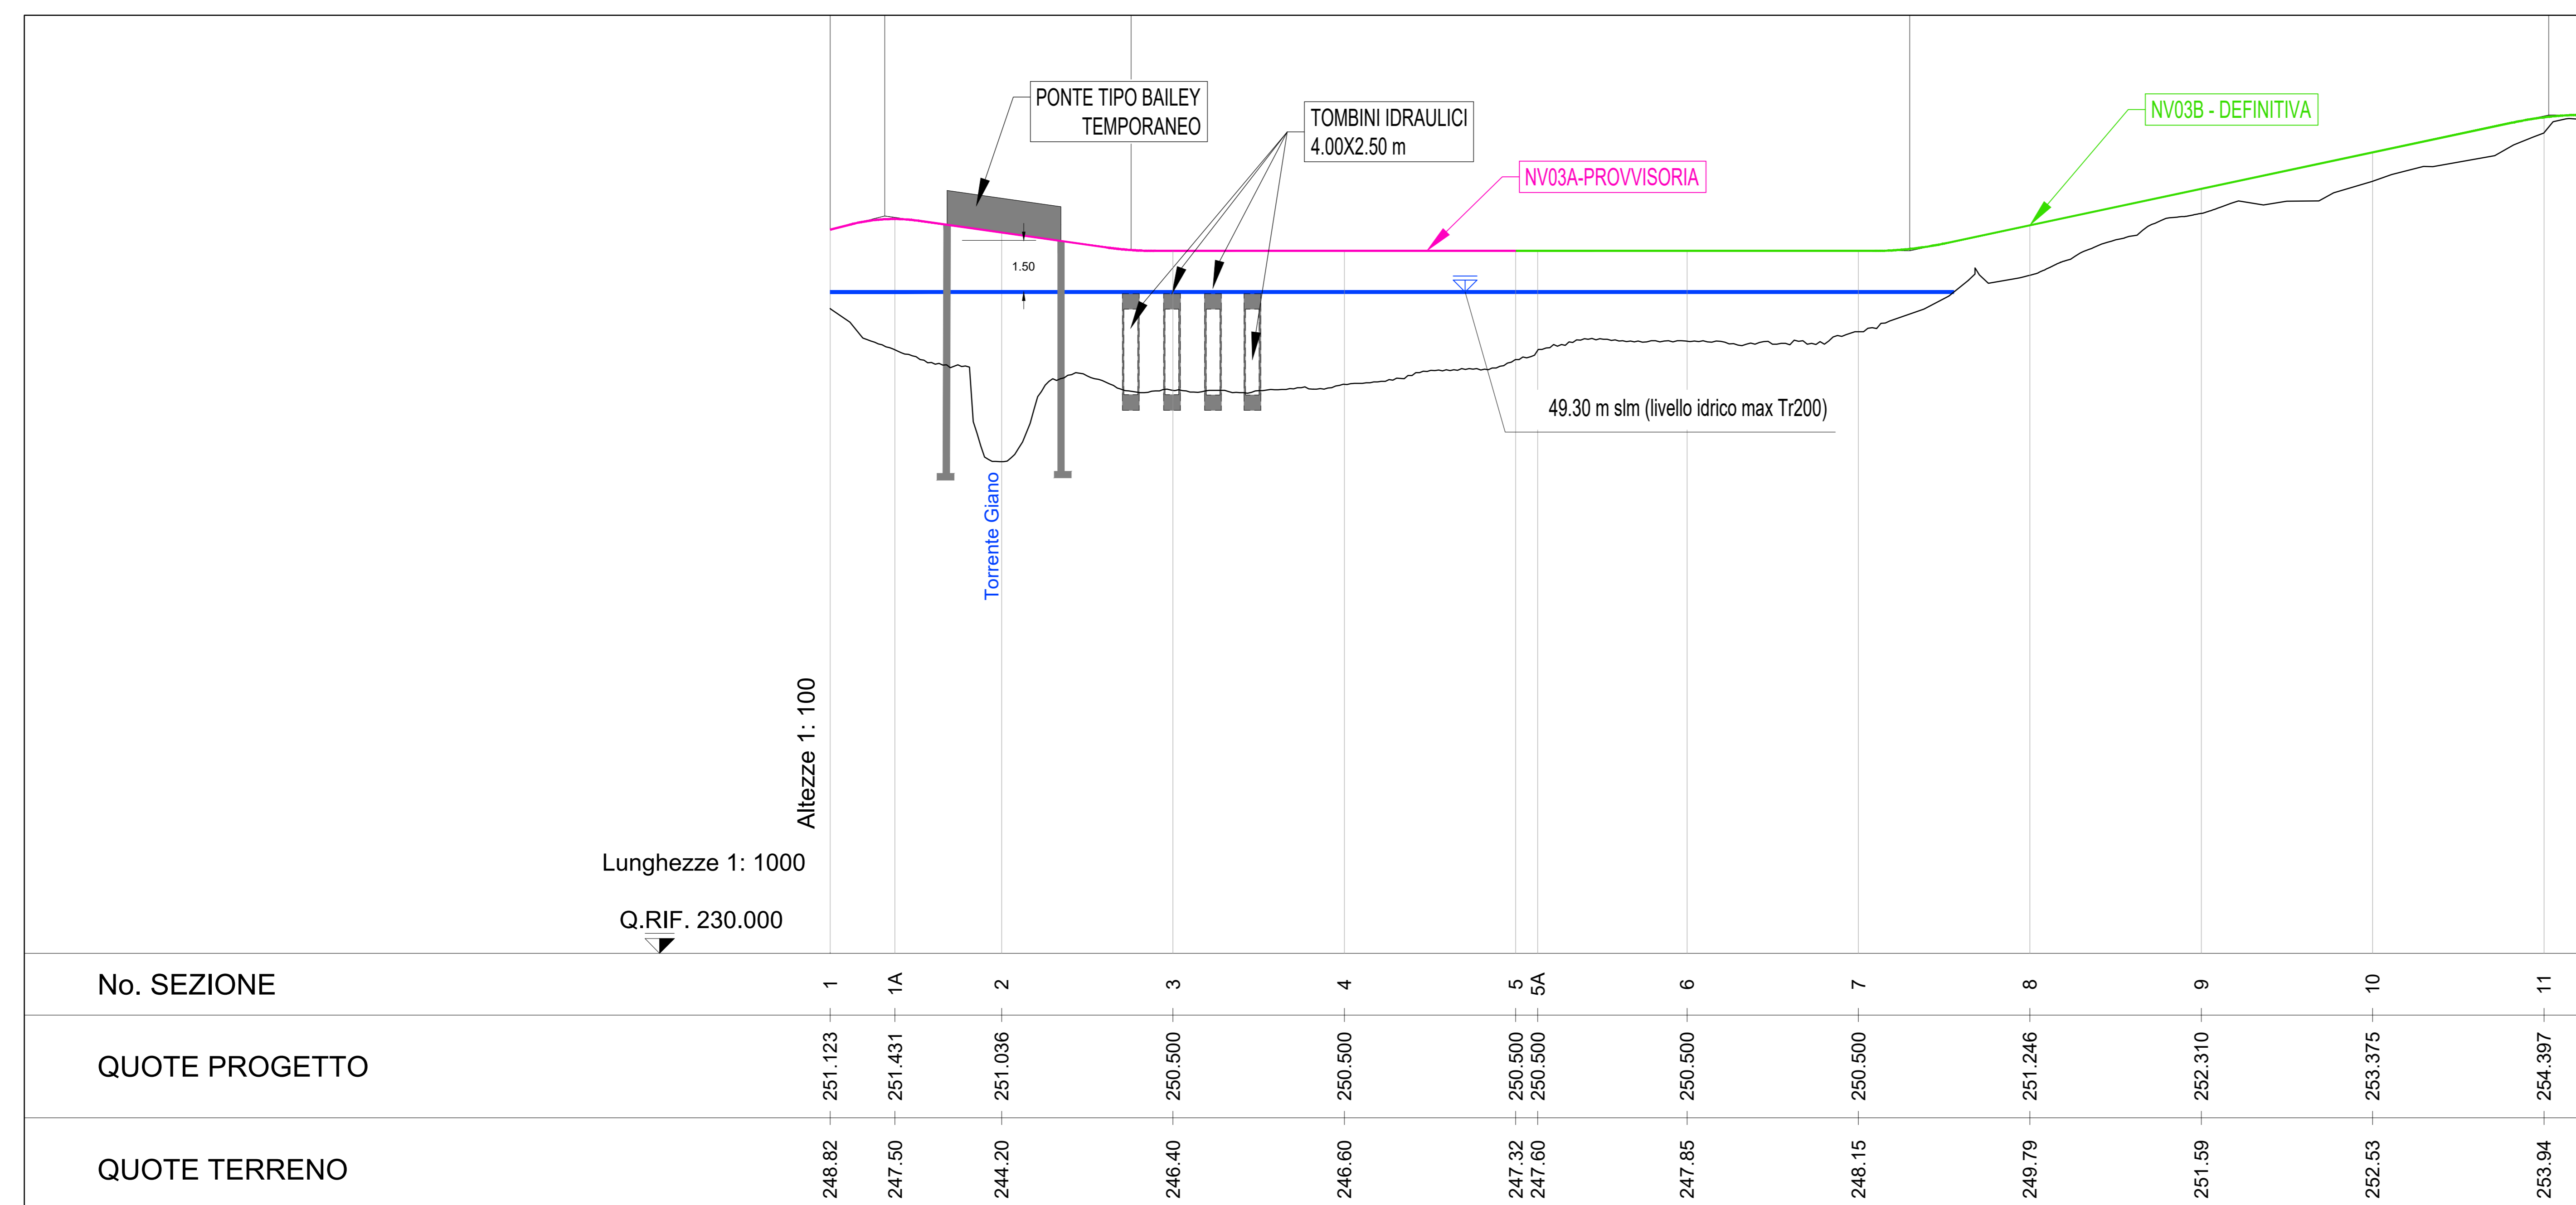 PONTE TIPO BAILEY
TEMPORANEO
TOMBINI IDRAULICI
4.00X2.50 m
NV03B - DEFINITIVA
NV03A-PROVVISORIA
1.50
49.30 m slm (livello idrico max Tr200)
Torrente Giano
Altezze 1: 100
Lunghezze 1: 1000
Q.RIF. 230.000
No. SEZIONE 1 1A 2 3 4 5 5A 6 7 8 9 10 11
QUOTE PROGETTO 251.123 251.431 251.036 250.500 250.500 250.500 250.500 250.500 250.500 251.246 252.310 253.375 254.397
QUOTE TERRENO 248.82 247.50 244.20 246.40 246.60 247.32 247.60 247.85 248.15 249.79 251.59 252.53 253.94